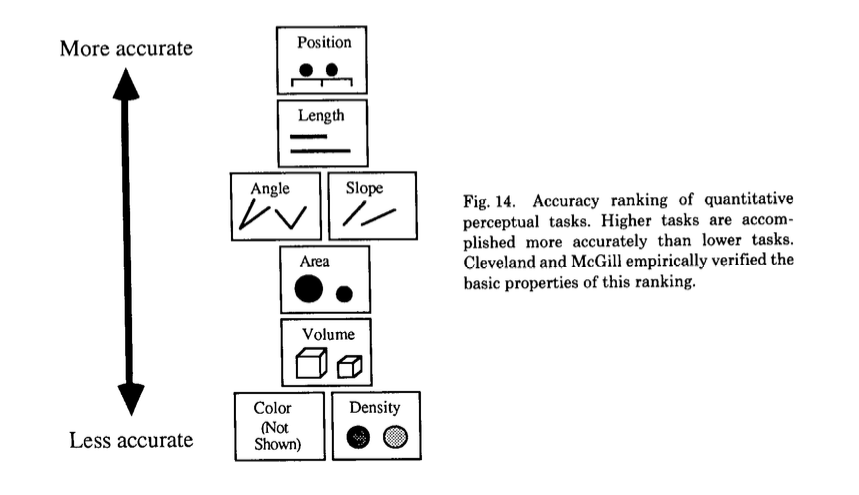 More accurate
Position
Length
Angle
Slope
Area
Volume
Color
(Not
Shown)
Density
Less accurate
Fig. 14. Accuracy ranking of quantitative
perceptual tasks. Higher tasks are accom-
plished more accurately than lower tasks.
Cleveland and McGill empirically verified the
basic properties of this ranking.